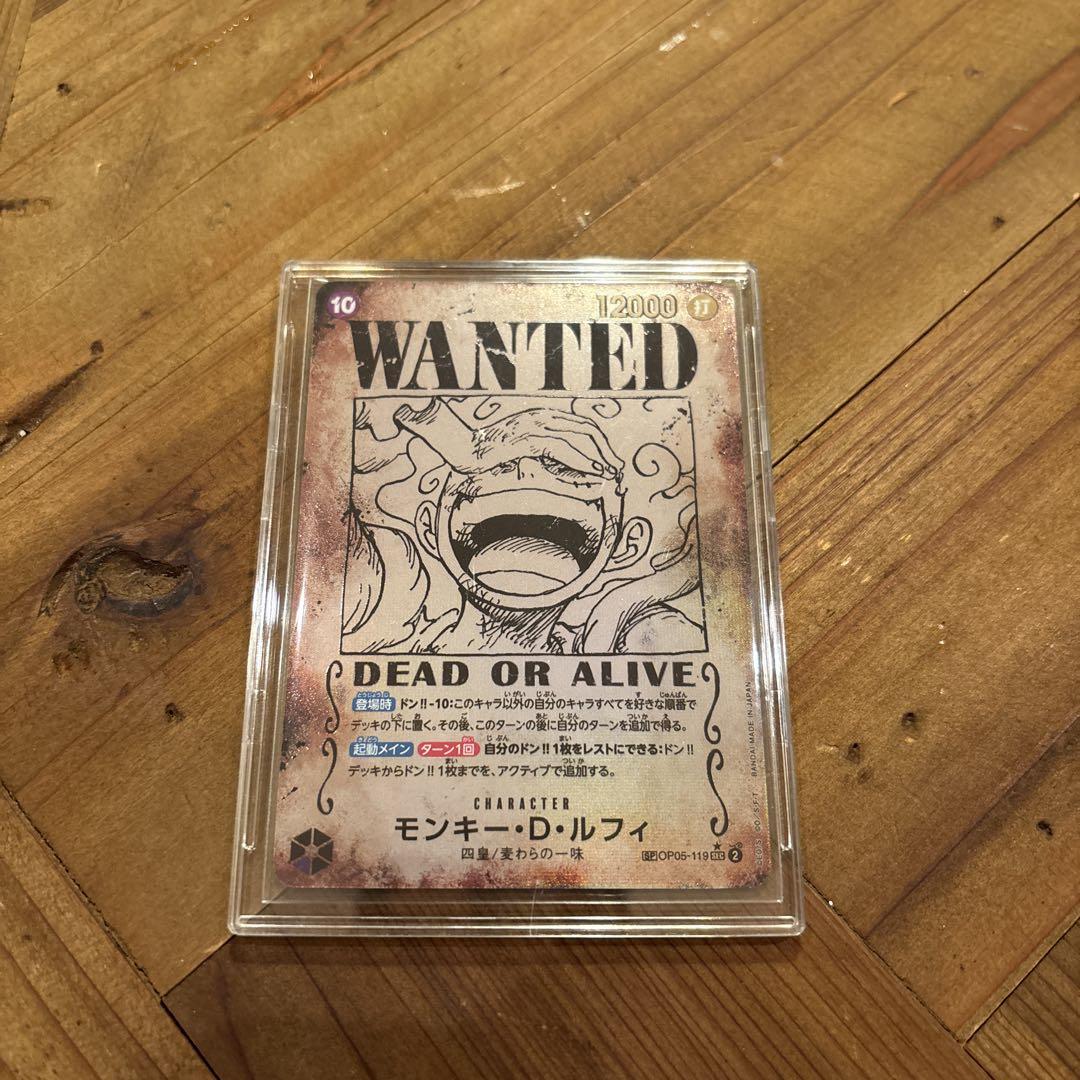 10
12000 打
WANTED
DEAD OR ALIVE
登場時 ドン!!-10:このキャラ以外の自分のキャラすべてを好きな順番で
デッキの下に置く。その後、このターンの後に自分のターンを追加で得る。
起動メイン ターン1回 自分のドン!!1枚をレストにできる:ドン!!
デッキからドン!!1枚までを、アクティブで追加する。
CHARACTER
モンキー・D・ルフィ
四皇/麦わらの一味
SP OP05-119 SEC ★ 2
BANDAI MADE IN JAPAN